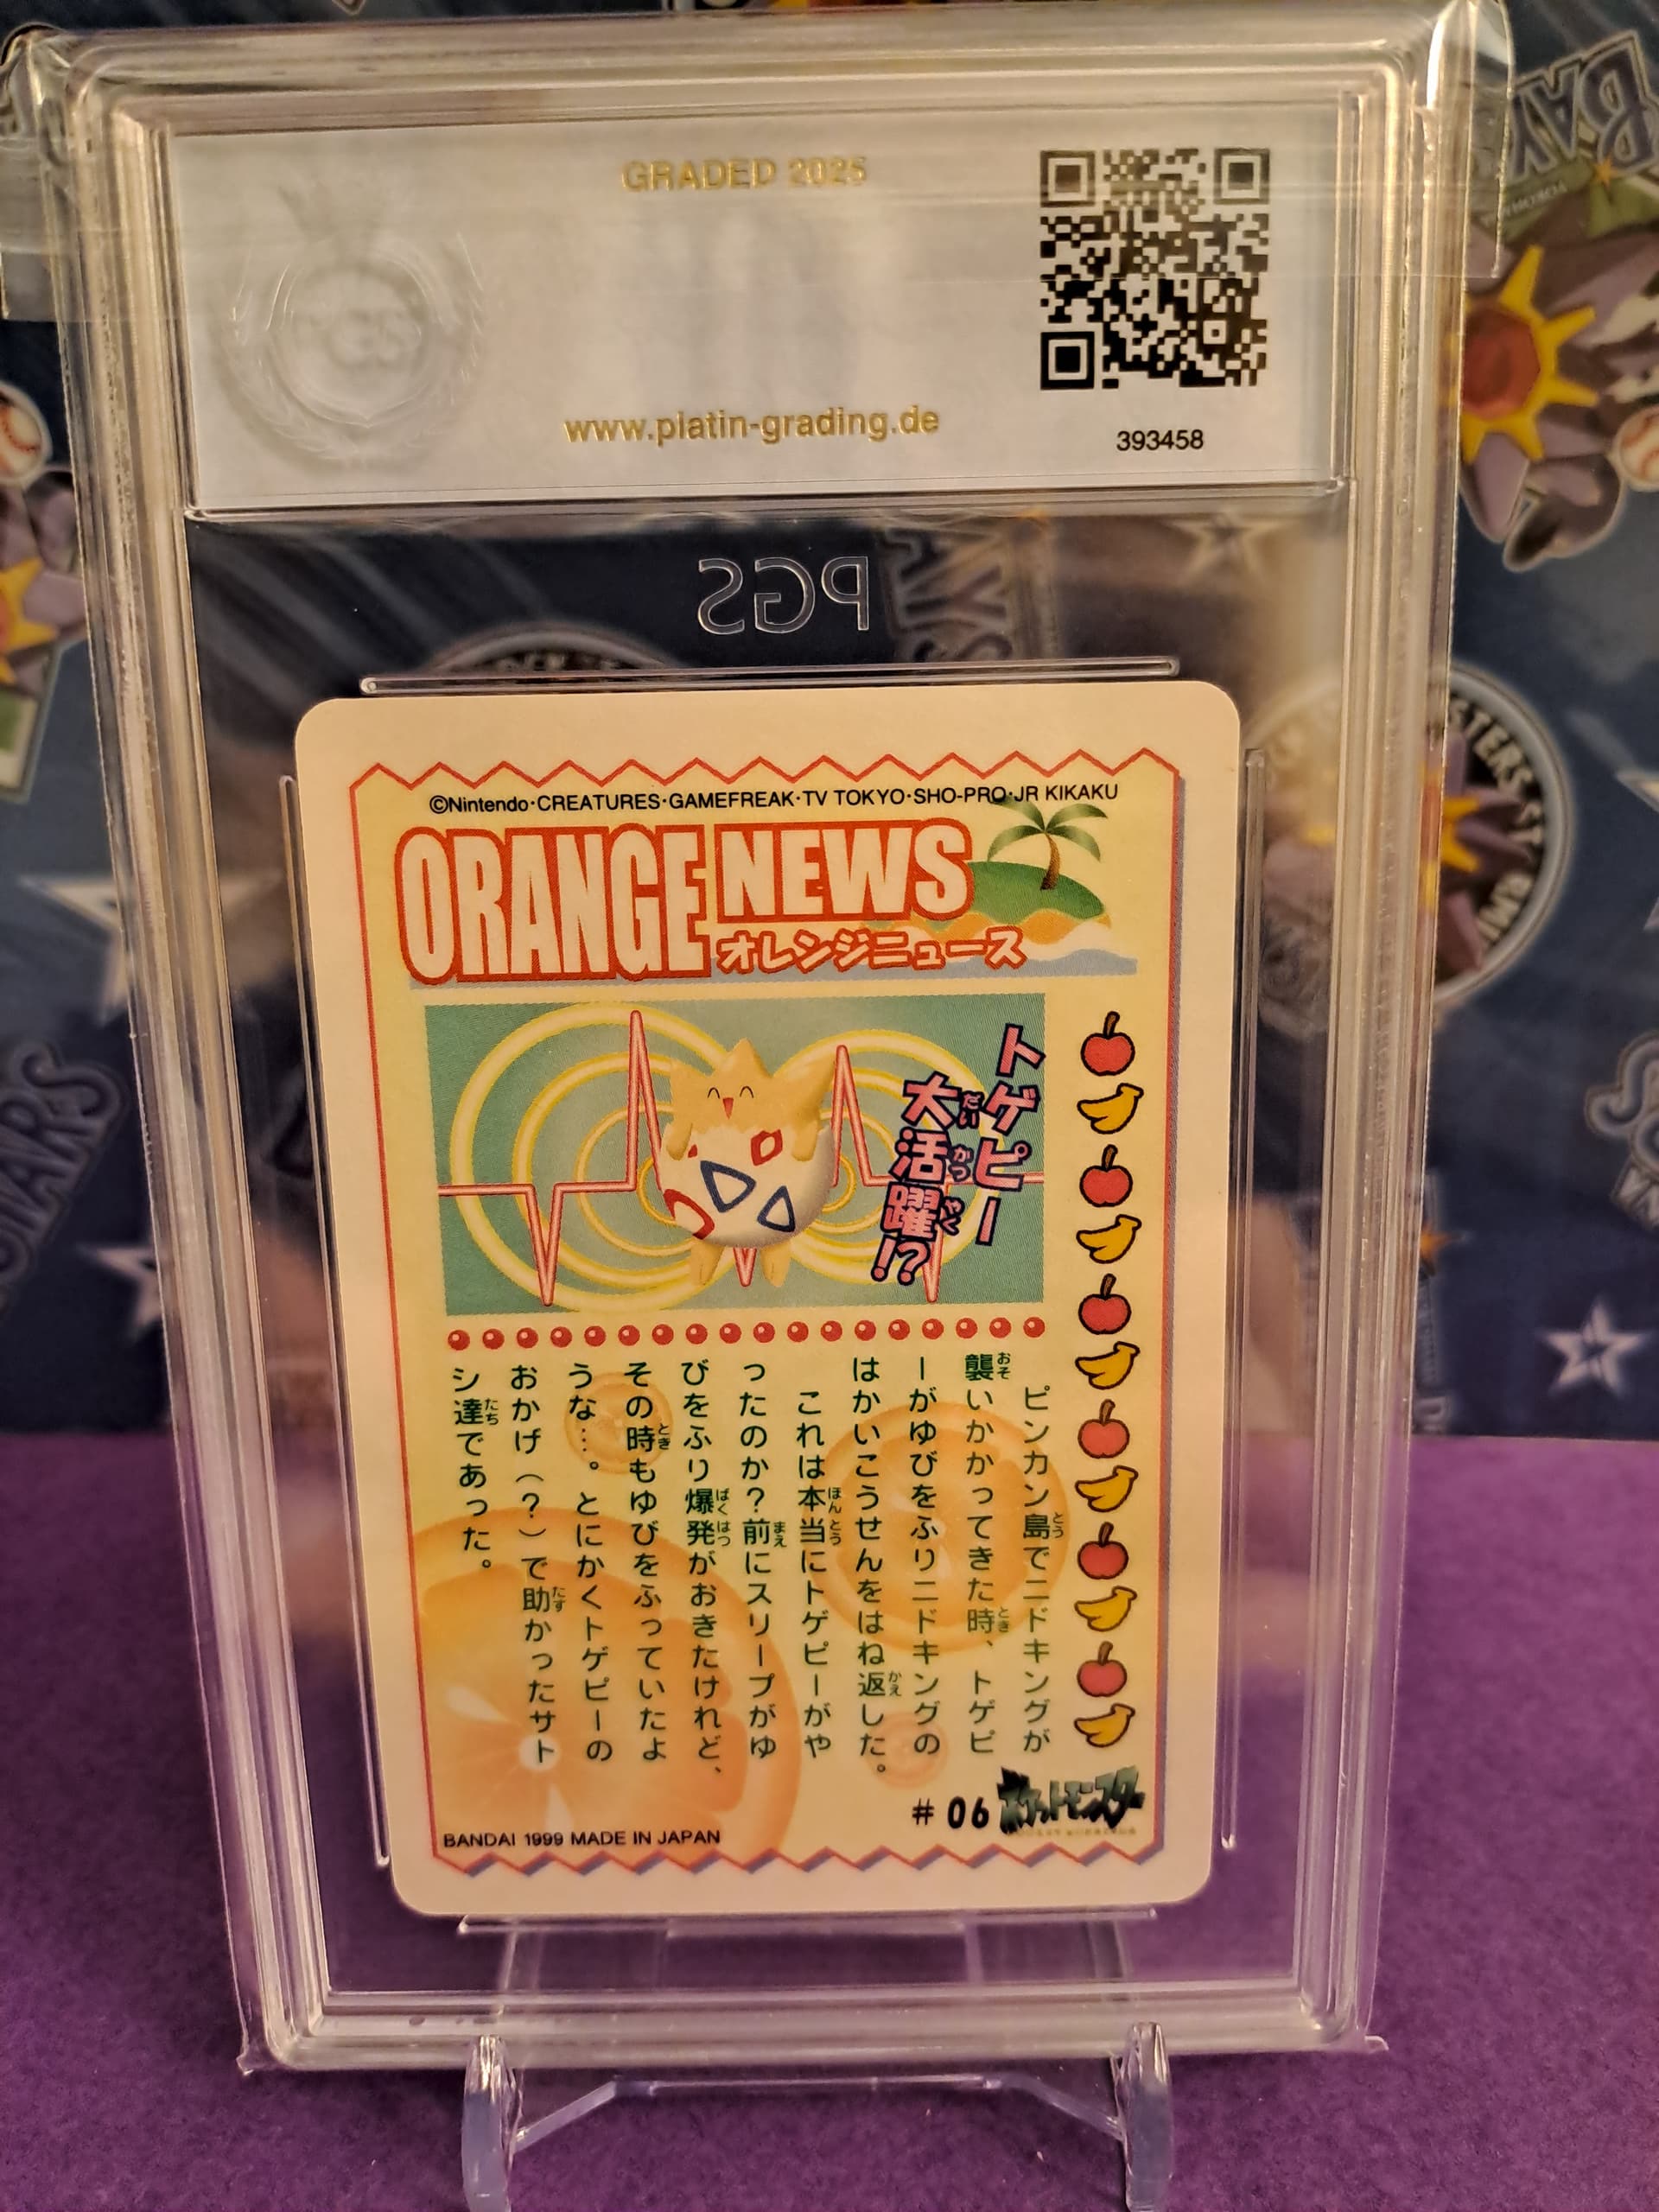 GRADED 2025
www.platin-grading.de
393458
PGS
©Nintendo·CREATURES·GAMEFREAK·TV TOKYO·SHO-PRO·JR KIKAKU
ORANGE NEWS
オレンジニュース
トゲピー
大活躍!?
だい かつ やく
ピンカン島でニドキングが
襲いかかってきた時、トゲピ
ーがゆびをふりニドキングの
はかいこうせんをはね返した。
これは本当にトゲピーがや
ったのか?前にスリープがゆ
びをふり爆発がおきたけれど、
その時もゆびをふっていたよ
うな…。とにかくトゲピーの
おかげ(?)で助かったサト
シ達であった。
#06 ポケットモンスター
BANDAI 1999 MADE IN JAPAN